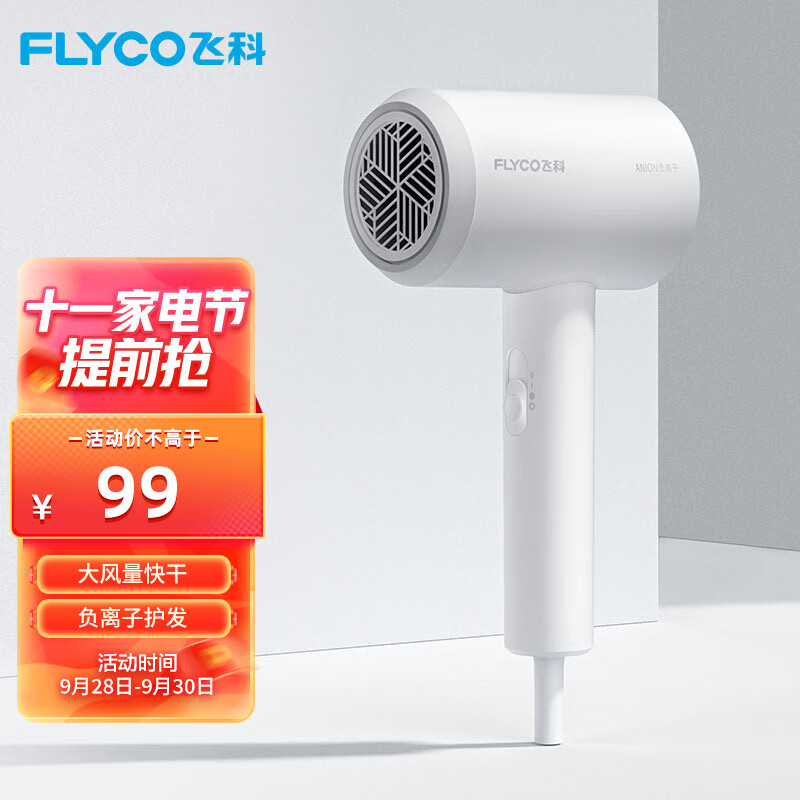 FLYCO飞科
FLYCO飞科
ANION负离子
十一家电节
提前抢
活动价不高于
¥ 99
大风量快干
负离子护发
活动时间
9月28日-9月30日